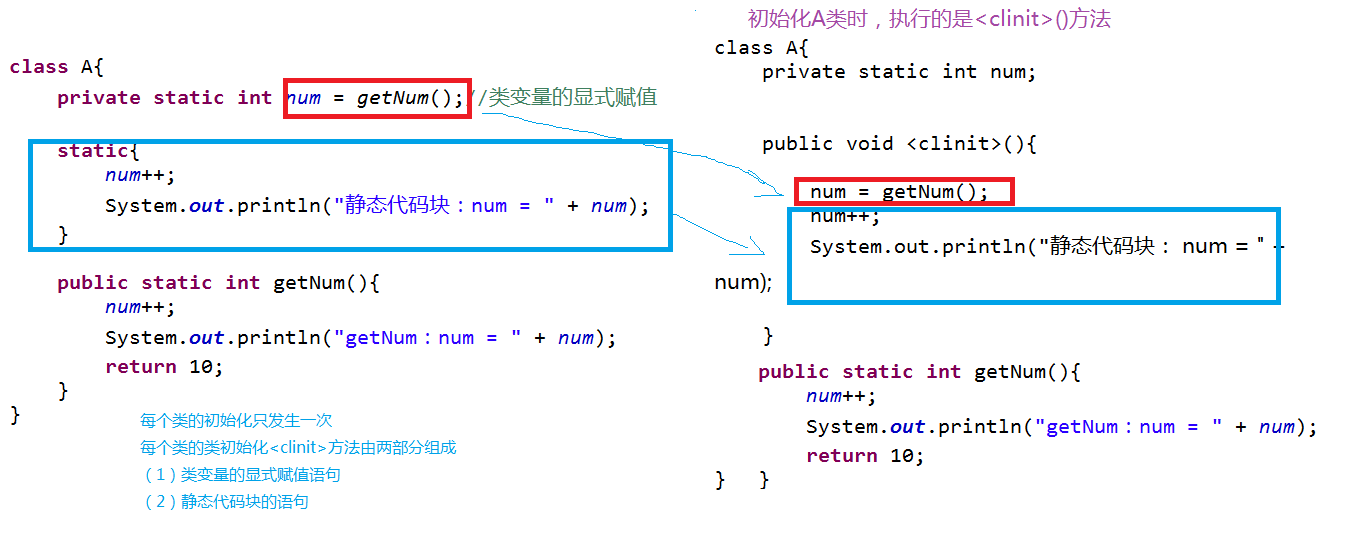 class A{
    private static int num = getNum();//类变量的显式赋值
    static{
        num++;
        System.out.println("静态代码块：num = " + num);
    }
    public static int getNum(){
        num++;
        System.out.println("getNum：num = " + num);
        return 10;
    }
}
每个类的初始化只发生一次
每个类的类初始化<clinit>方法由两部分组成
（1）类变量的显式赋值语句
（2）静态代码块的语句
初始化A类时，执行的是<clinit>()方法
class A{
    private static int num;
    public void <clinit>(){
        num = getNum();
        num++;
        System.out.println("静态代码块： num = " +
num);
    }
    public static int getNum(){
        num++;
        System.out.println("getNum：num = " + num);
        return 10;
}   }